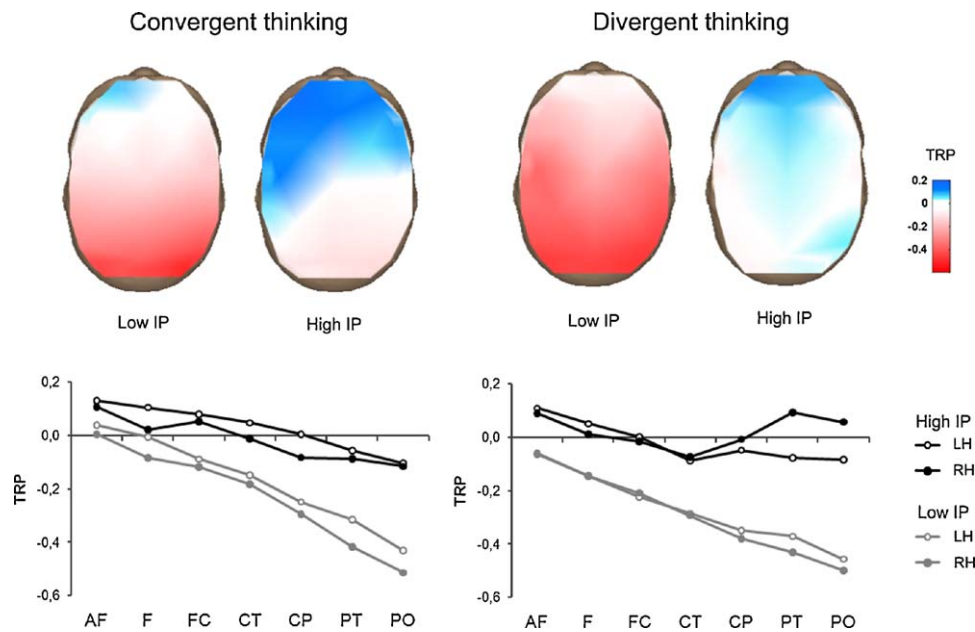 Convergent thinking
Divergent thinking
TRP
0.2
0
-0.2
-0.4
Low IP
High IP
Low IP
High IP
0,2
0,0
-0,2
-0,4
-0,6
TRP
AF F FC CT CP PT PO
0,2
0,0
-0,2
-0,4
-0,6
TRP
AF F FC CT CP PT PO
High IP
LH
RH
Low IP
LH
RH